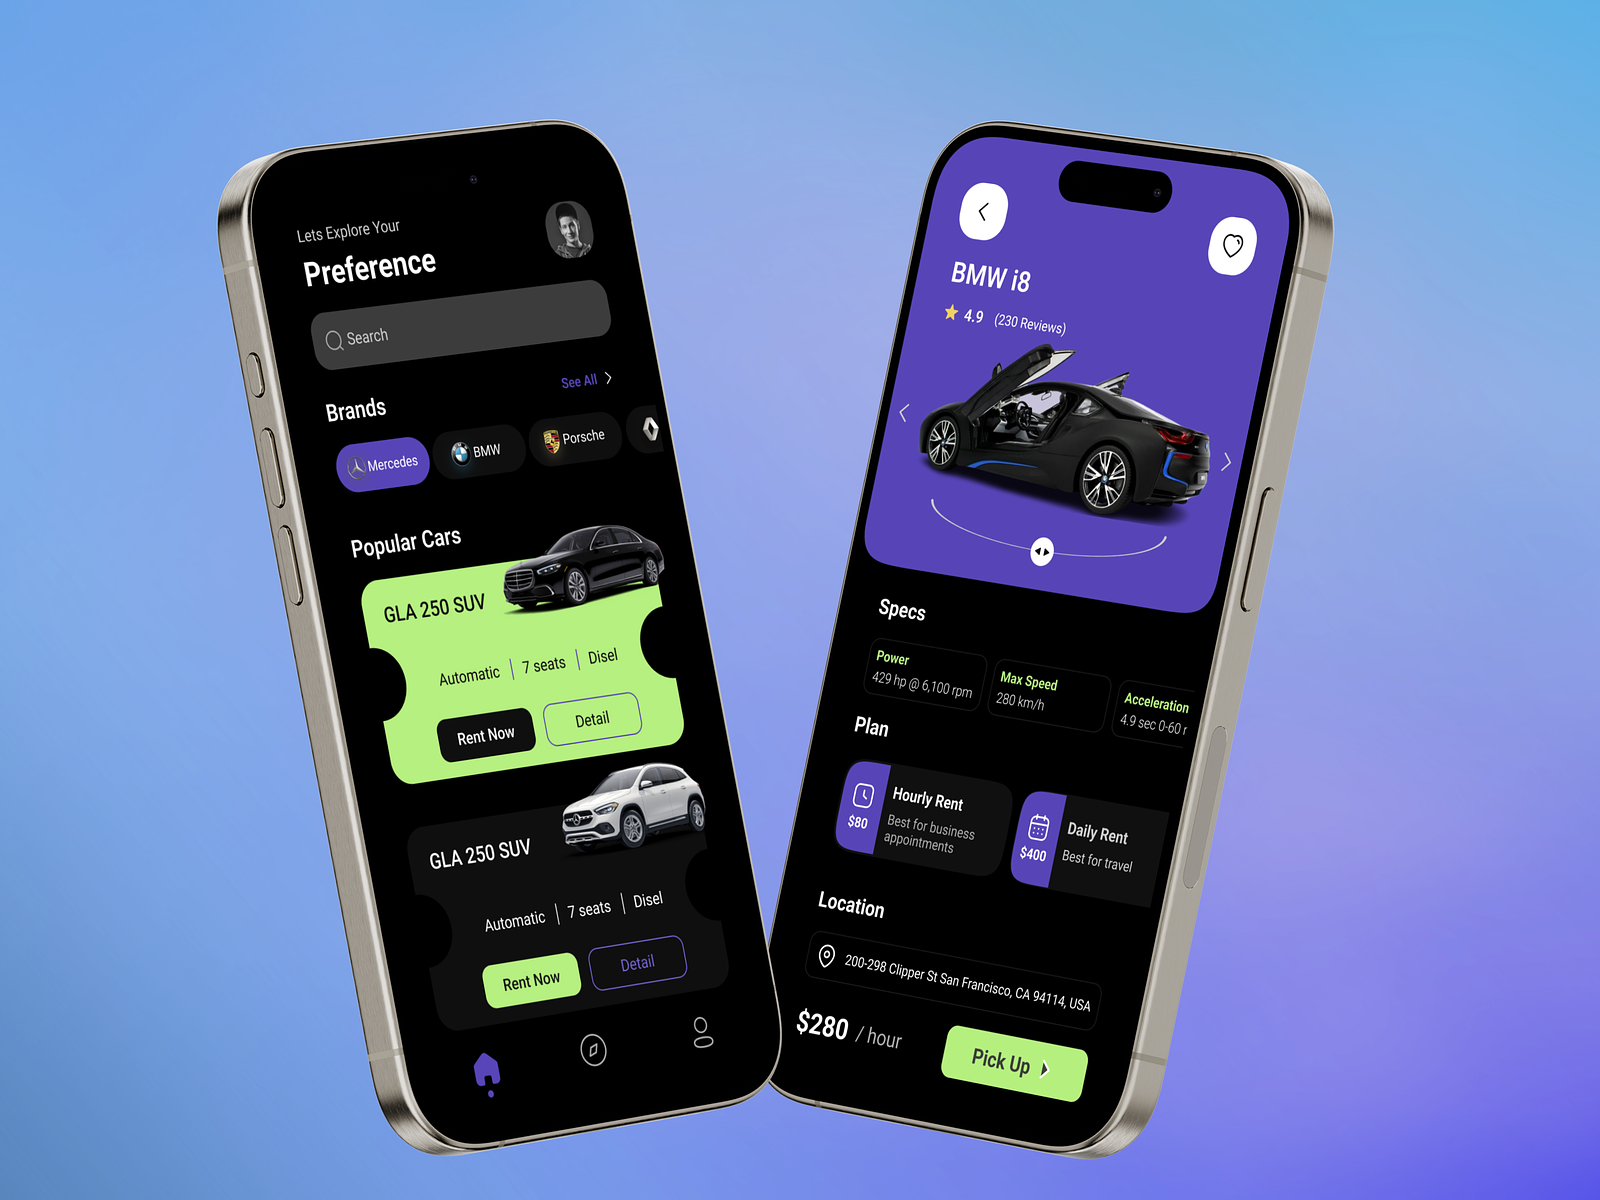 Lets Explore Your
Preference
Search
See All
Brands
Mercedes
BMW
Porsche
Popular Cars
GLA 250 SUV
Automatic
7 seats
Disel
Rent Now
Detail
GLA 250 SUV
Automatic
7 seats
Disel
Rent Now
Detail
BMW i8
4.9 (230 Reviews)
Specs
Power
429 hp @ 6,100 rpm
Max Speed
280 km/h
Acceleration
4.9 sec 0-60 r
Plan
$80
Hourly Rent
Best for business
appointments
$400
Daily Rent
Best for travel
Location
200-298 Clipper St San Francisco, CA 94114, USA
$280 / hour
Pick Up